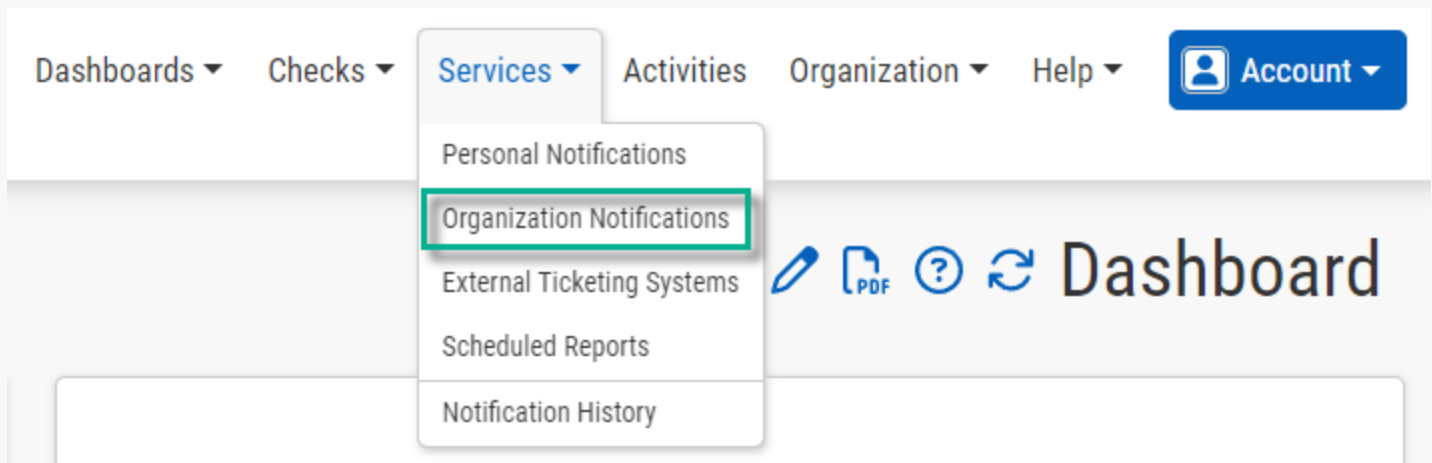 Dashboards Checks Services Activities Organization Help Account
Personal Notifications
Organization Notifications
External Ticketing Systems
PDF Dashboard
Scheduled Reports
Notification History